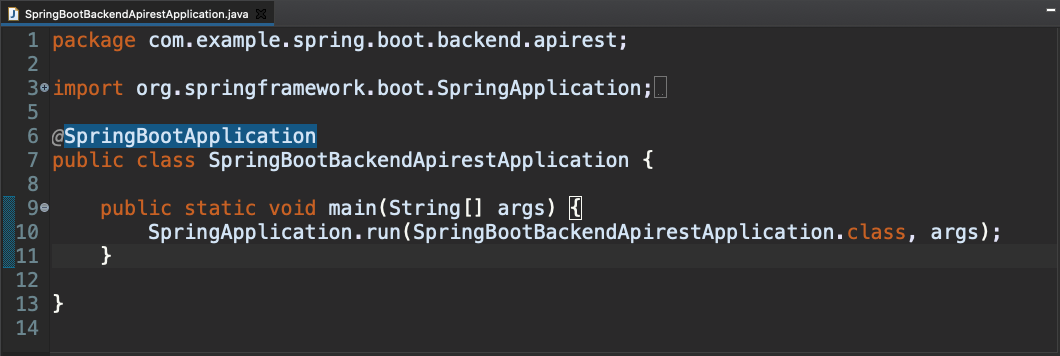 SpringBootBackendApirestApplication.java
1 package com.example.spring.boot.backend.apirest;
2
3 import org.springframework.boot.SpringApplication;
5
6 @SpringBootApplication
7 public class SpringBootBackendApirestApplication {
8
9 public static void main(String[] args) {
10 SpringApplication.run(SpringBootBackendApirestApplication.class, args);
11 }
12
13 }
14